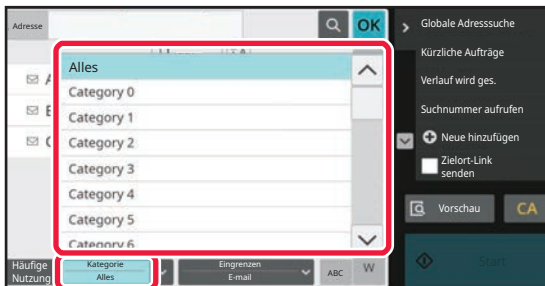 Adresse
OK
Alles
Category 0
Category 1
Category 2
Category 3
Category 4
Category 5
Category 6
Häufige
Nutzung
Kategorie
Alles
Eingrenzen
E-mail
ABC
W
Globale Adresssuche
Kürzliche Aufträge
Verlauf wird ges.
Suchnummer aufrufen
Neue hinzufügen
Zielort-Link
senden
Vorschau
CA
Start